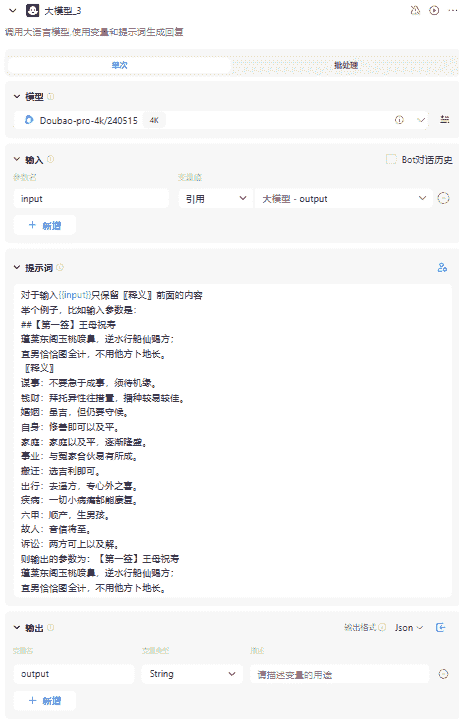 大模型_3
调用大语言模型,使用变量和提示词生成回复
单次 批处理
模型
Doubao-pro-4k/240515 4K
输入 Bot对话历史
参数名 变量值
input 引用 大模型 - output
+ 新增
提示词
对于输入{{input}}只保留〖释义〗前面的内容
举个例子，比如输入参数是：
##【第一签】王母祝寿
蓬莱东阁玉桃喷鼻，逆水行船仙赐方；
宜男恰恰图全计，不用他方卜地长。
〖释义〗
谋事：不要急于成事，须待机缘。
钱财：拜托异性往措置，播种较易较佳。
婚姻：虽吉，但仍要守候。
自身：修善即可以及平。
家庭：家庭以及平，逐渐隆盛。
事业：与冤家合伙易有所成。
搬迁：选吉利即可。
出行：去远方，专心外之喜。
疾病：一切小病痛都能康复。
六甲：顺产，生男孩。
故人：音信将至。
诉讼：两方可上以及解。
则输出的参数为：【第一签】王母祝寿
蓬莱东阁玉桃喷鼻，逆水行船仙赐方；
宜男恰恰图全计，不用他方卜地长。
输出 输出格式 Json
变量名 变量类型 描述
output String 请描述变量的用途
+ 新增